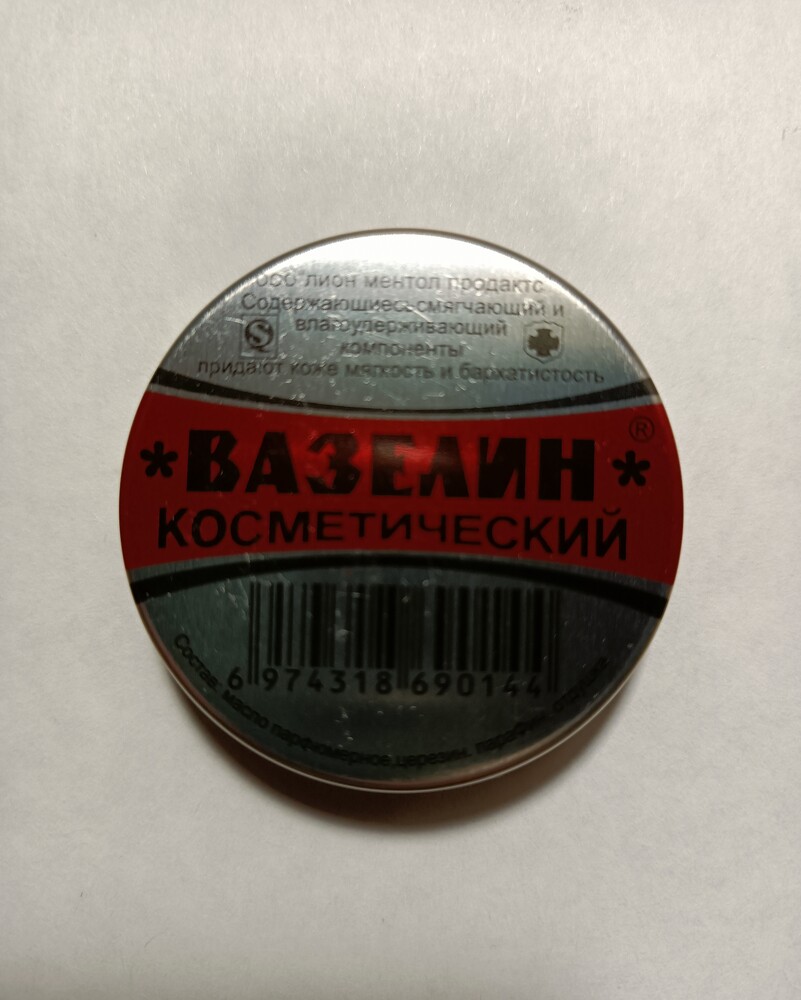 ООО"лион ментол продактс
Содержающиесь смягчающий и
S
влагоудерживающий
компоненты
придают коже мягкость и бархатистость
®
*ВАЗЕЛИН*
КОСМЕТИЧЕСКИЙ
6 974318 690144
Состав: масло парфюмерное, церезин, парафин, отдушка